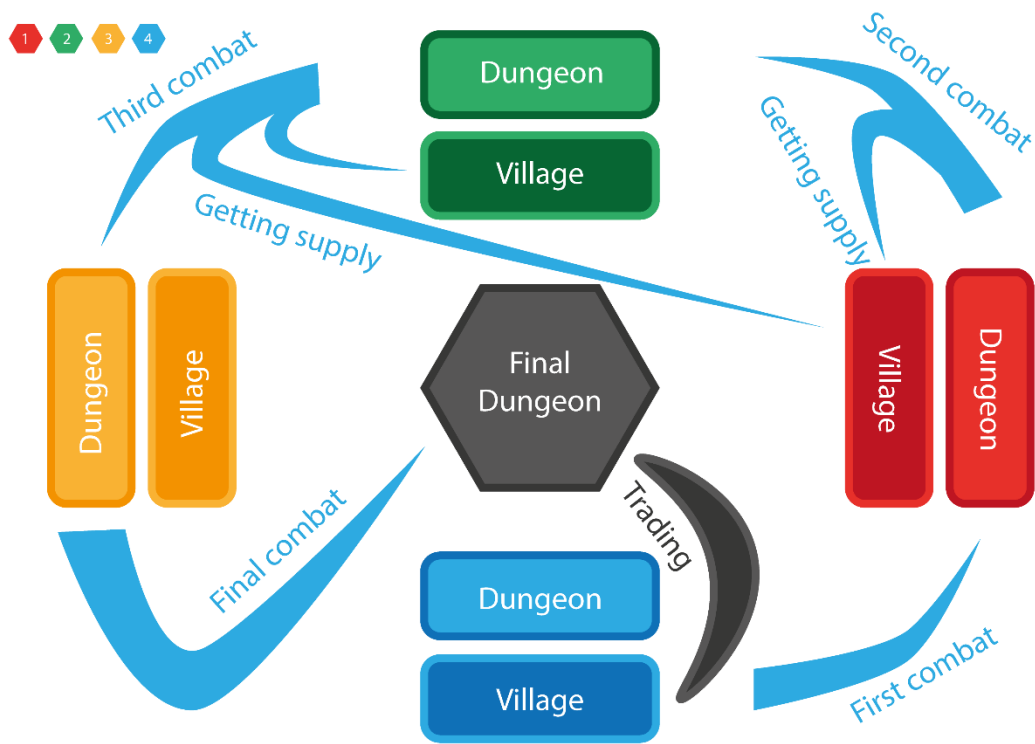 1 2 3 4
Third combat
Dungeon
Second combat
Village
Getting supply
Getting supply
Dungeon
Village
Final
Dungeon
Village
Dungeon
Final combat
Trading
Dungeon
Village
First combat